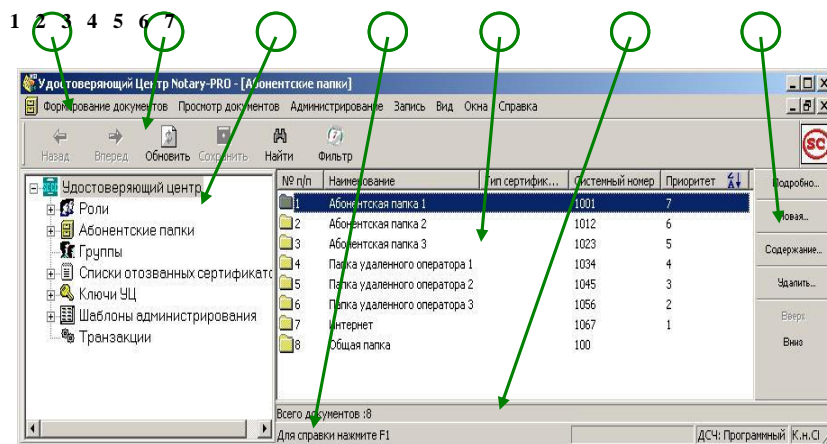 1 2 3 4 5 6 7
Удостоверяющий Центр Notary-PRO - [Абонентские папки]
Формирование документов Просмотр документов Администрирование Запись Вид Окна Справка
Назад Вперед Обновить Сохранить Найти Фильтр
SC
Удостоверяющий центр
Роли
Абонентские папки
Группы
Списки отозванных сертификатс
Ключи УЦ
Шаблоны администрирования
Транзакции
№ п/п Наименование Тип сертифик... Системный номер Приоритет
1 Абонентская папка 1 1001 7
2 Абонентская папка 2 1012 6
3 Абонентская папка 3 1023 5
4 Папка удаленного оператора 1 1034 4
5 Папка удаленного оператора 2 1045 3
6 Папка удаленного оператора 3 1056 2
7 Интернет 1067 1
8 Общая папка 100
Подробно...
Новая...
Содержание...
Удалить...
Вверх
Вниз
Всего документов :8
Для справки нажмите F1
ДСЧ: Программный К.н.Cl